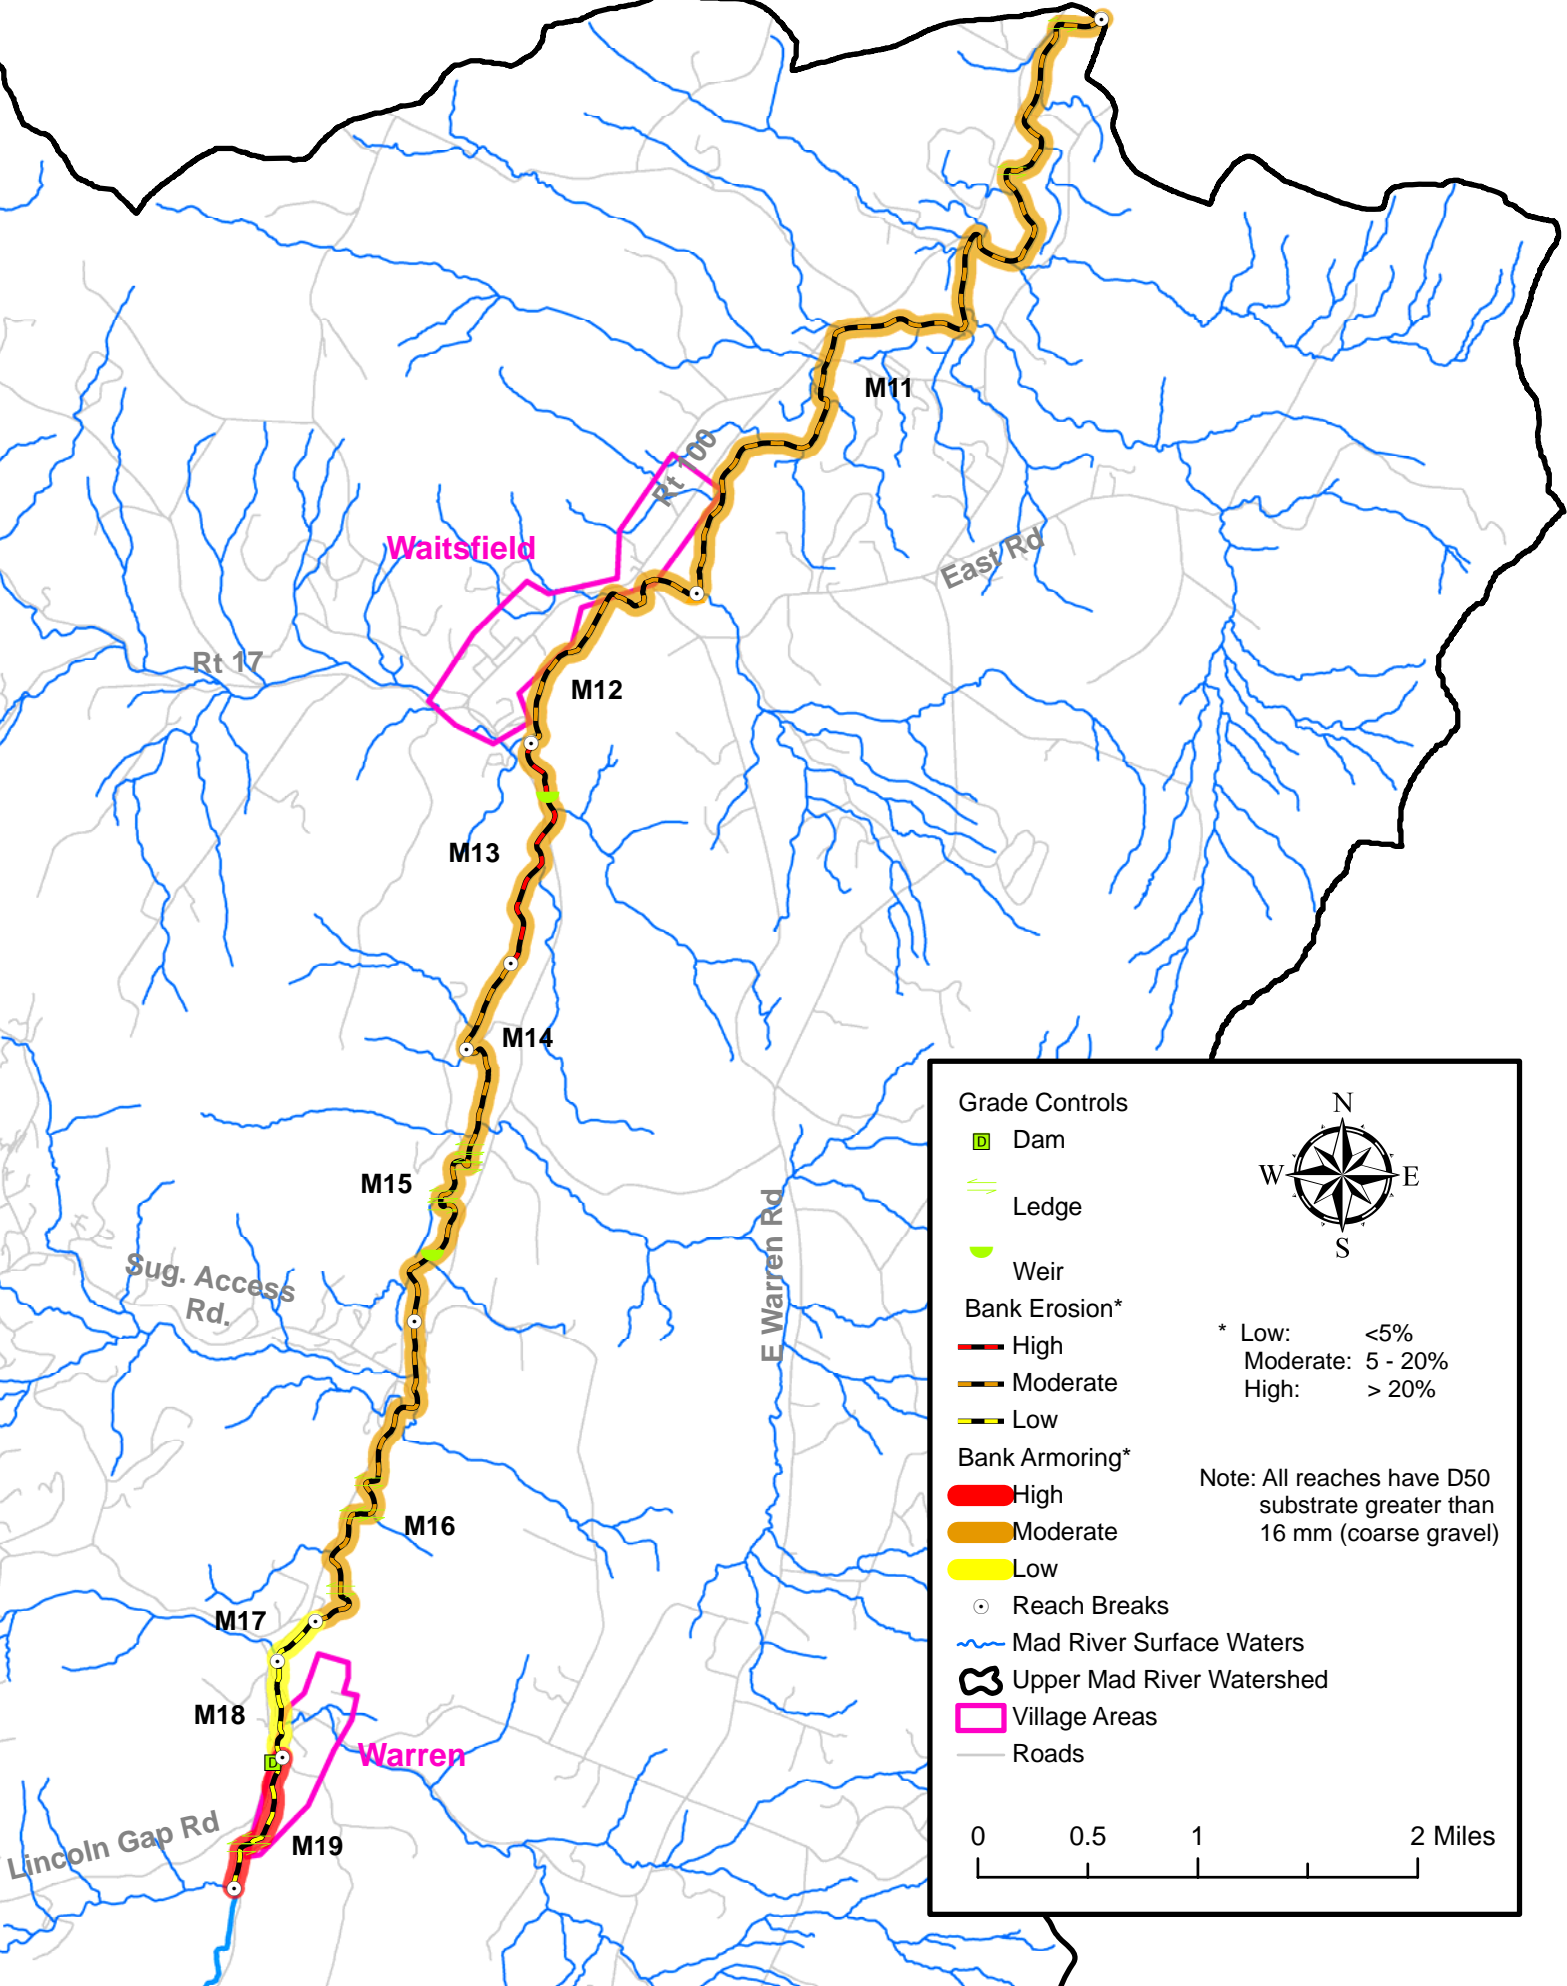 M11
Rt 100
Waitsfield
East Rd
Rt 17
M12
M13
M14
M15
E Warren Rd
Sug. Access
Rd.
M16
M17
M18
Warren
Lincoln Gap Rd
M19
D
Grade Controls
D Dam
Ledge
Weir
Bank Erosion*
High
Moderate
Low
Bank Armoring*
High
Moderate
Low
Reach Breaks
Mad River Surface Waters
Upper Mad River Watershed
Village Areas
Roads
N
W E
S
* Low: <5%
Moderate: 5 - 20%
High: > 20%
Note: All reaches have D50
substrate greater than
16 mm (coarse gravel)
0 0.5 1 2 Miles